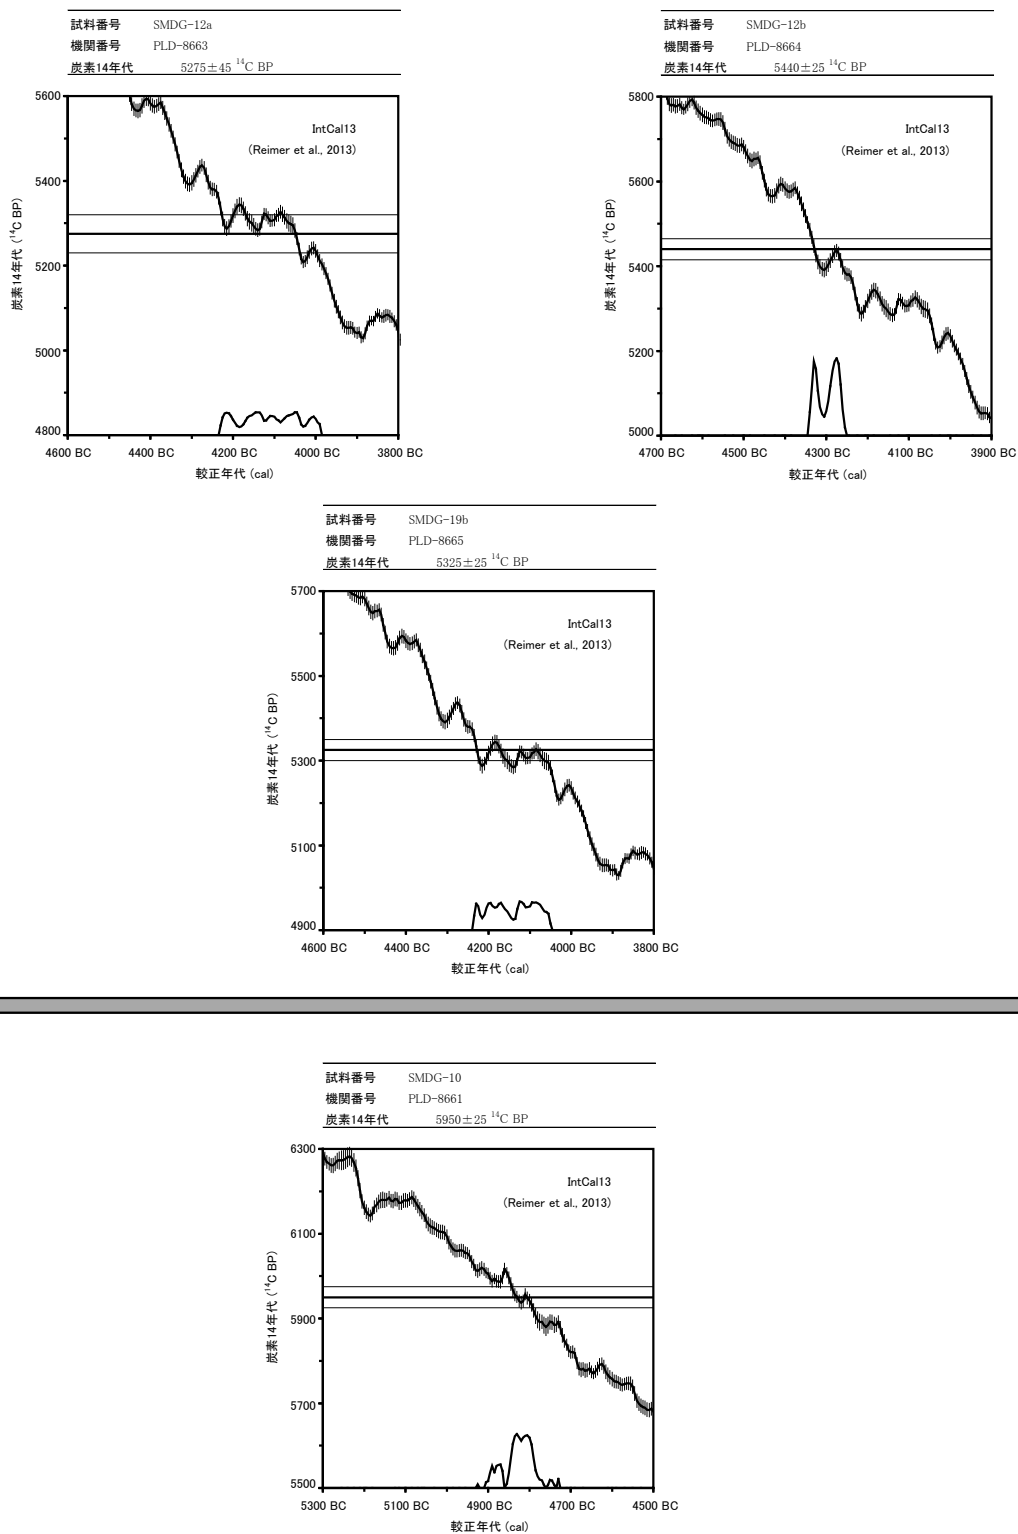 試料番号 SMDG-12a
機関番号 PLD-8663
炭素14年代 5275±45 ¹⁴C BP
5600
5400
5200
5000
4800
炭素14年代 (¹⁴C BP)
IntCal13
(Reimer et al., 2013)
4600 BC 4400 BC 4200 BC 4000 BC 3800 BC
較正年代 (cal)
試料番号 SMDG-12b
機関番号 PLD-8664
炭素14年代 5440±25 ¹⁴C BP
5800
5600
5400
5200
5000
炭素14年代 (¹⁴C BP)
IntCal13
(Reimer et al., 2013)
4700 BC 4500 BC 4300 BC 4100 BC 3900 BC
較正年代 (cal)
試料番号 SMDG-19b
機関番号 PLD-8665
炭素14年代 5325±25 ¹⁴C BP
5700
5500
5300
5100
4900
炭素14年代 (¹⁴C BP)
IntCal13
(Reimer et al., 2013)
4600 BC 4400 BC 4200 BC 4000 BC 3800 BC
較正年代 (cal)
試料番号 SMDG-10
機関番号 PLD-8661
炭素14年代 5950±25 ¹⁴C BP
6300
6100
5900
5700
5500
炭素14年代 (¹⁴C BP)
IntCal13
(Reimer et al., 2013)
5300 BC 5100 BC 4900 BC 4700 BC 4500 BC
較正年代 (cal)